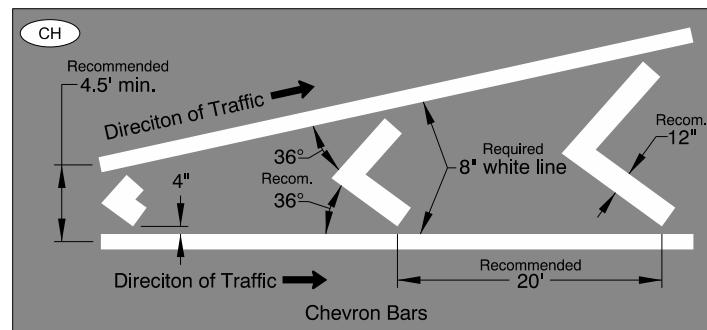 CH
Recommended
4.5' min.
Direciton of Traffic
36°
Recom.
36°
4"
Required
8" white line
Recom.
12"
Direciton of Traffic
Recommended
20'
Chevron Bars